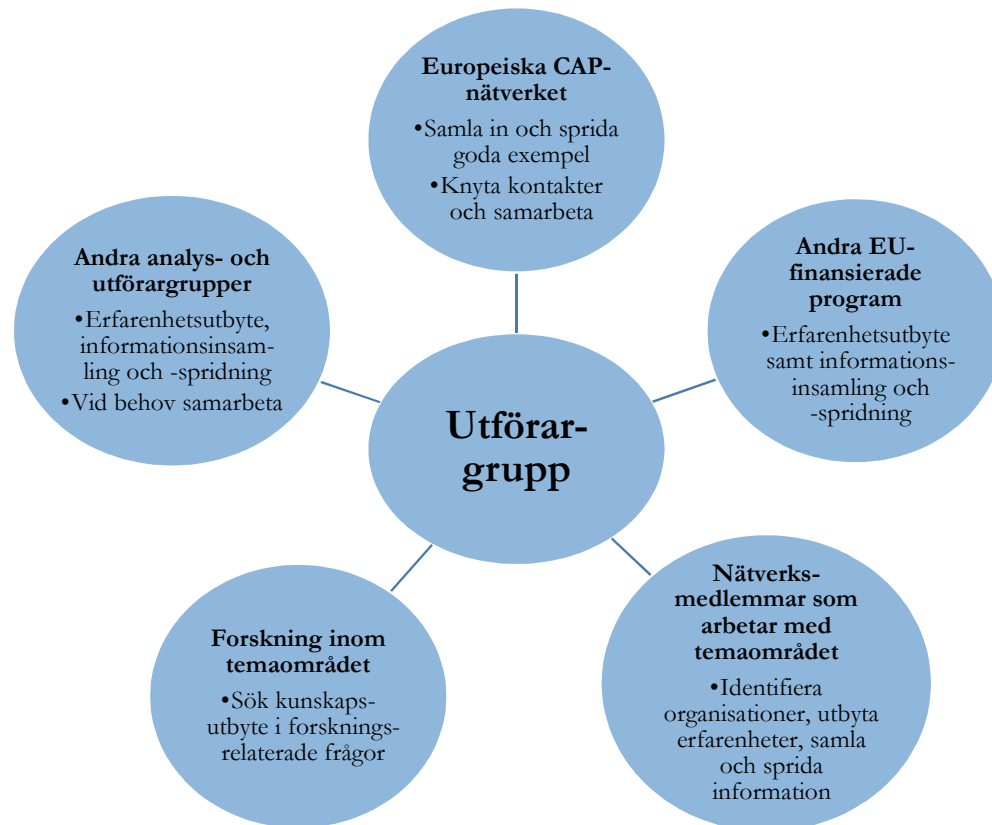 Europeiska CAP-
nätverket
•Samla in och sprida
goda exempel
•Knyta kontakter
och samarbeta
Andra EU-
finansierade
program
•Erfarenhetsutbyte
samt informations-
insamling och
-spridning
Nätverks-
medlemmar som
arbetar med
temaområdet
•Identifiera
organisationer, utbyta
erfarenheter, samla
och sprida
information
Forskning inom
temaområdet
•Sök kunskaps-
utbyte i forsknings-
relaterade frågor
Andra analys- och
utförargrupper
•Erfarenhetsutbyte,
informationsinsam-
ling och -spridning
•Vid behov samarbeta
Utförar-
grupp